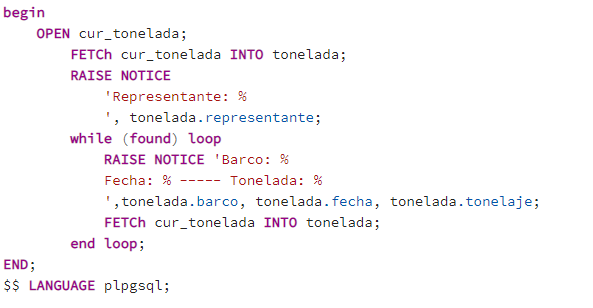 begin
OPEN cur_tonelada;
FETCh cur_tonelada INTO tonelada;
RAISE NOTICE
'Representante: %
', tonelada.representante;
while (found) loop
RAISE NOTICE 'Barco: %
Fecha: % ----- Tonelada: %
',tonelada.barco, tonelada.fecha, tonelada.tonelaje;
FETCh cur_tonelada INTO tonelada;
end loop;
END;
$$ LANGUAGE plpgsql;